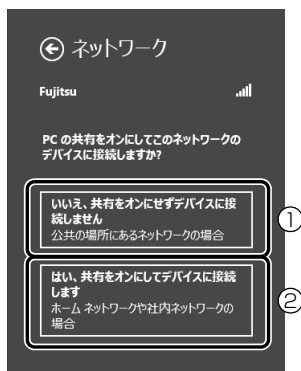 ネットワーク
Fujitsu
PC の共有をオンにしてこのネットワークの
デバイスに接続しますか?
いいえ、共有をオンにせずデバイスに接
続しません
公共の場所にあるネットワークの場合
①
はい、共有をオンにしてデバイスに接続
します
ホーム ネットワークや社内ネットワークの
場合
②